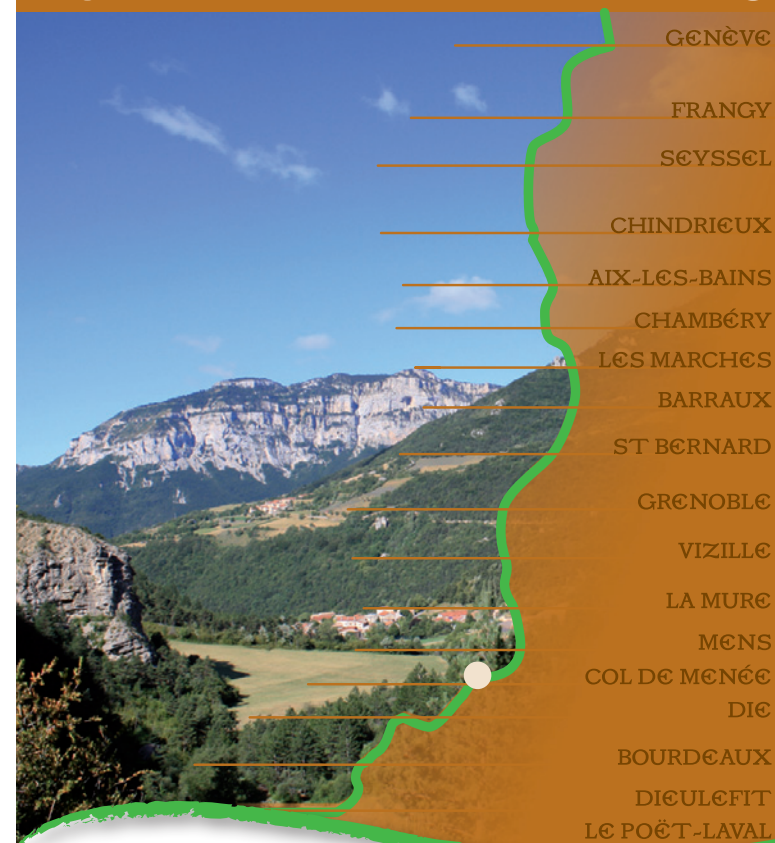 GENÈVE
FRANGY
SEYSSEL
CHINDRIEUX
AIX-LES-BAINS
CHAMBÉRY
LES MARCHES
BARRAUX
ST BERNARD
GRENOBLE
VIZILLE
LA MURE
MENS
COL DE MENÉE
DIE
BOURDEAUX
DIEULEFIT
LE POËT-LAVAL